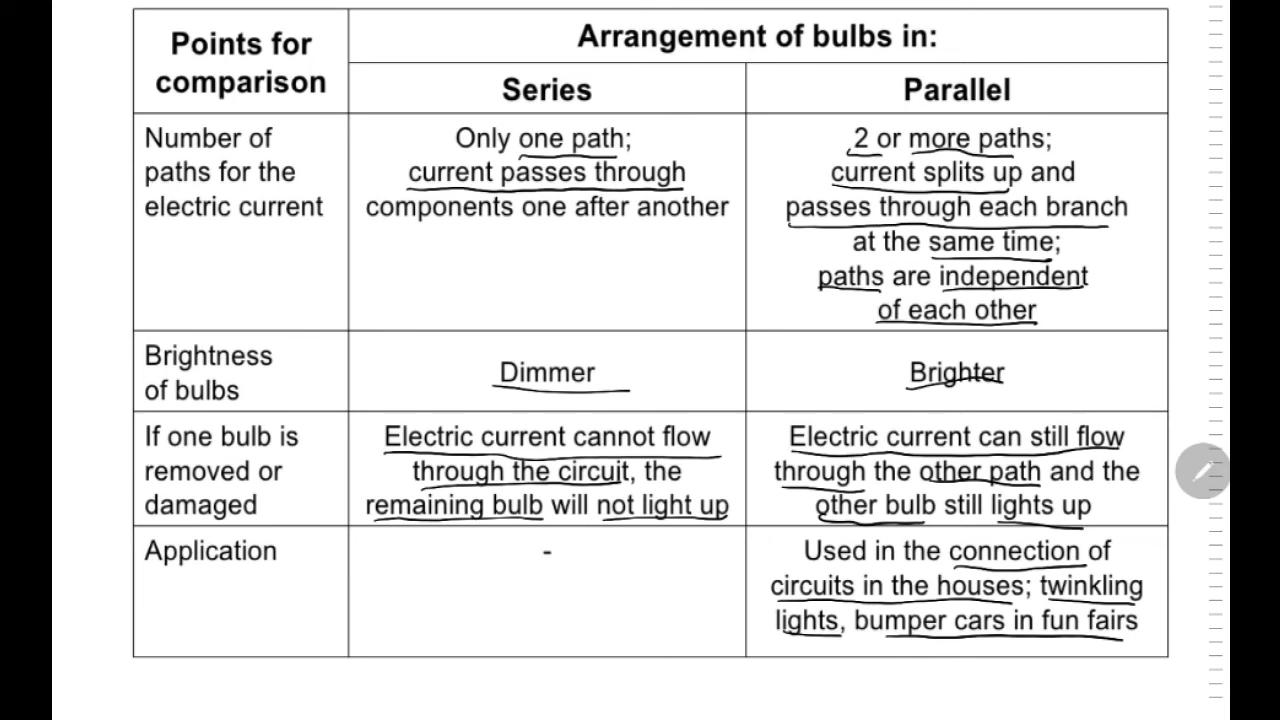 Points for
comparison
Arrangement of bulbs in:
Series
Parallel
Number of
paths for the
electric current
Only one path;
current passes through
components one after another
2 or more paths;
current splits up and
passes through each branch
at the same time;
paths are independent
of each other
Brightness
of bulbs
Dimmer
Brighter
If one bulb is
removed or
damaged
Electric current cannot flow
through the circuit, the
remaining bulb will not light up
Electric current can still flow
through the other path and the
other bulb still lights up
Application
-
Used in the connection of
circuits in the houses; twinkling
lights, bumper cars in fun fairs